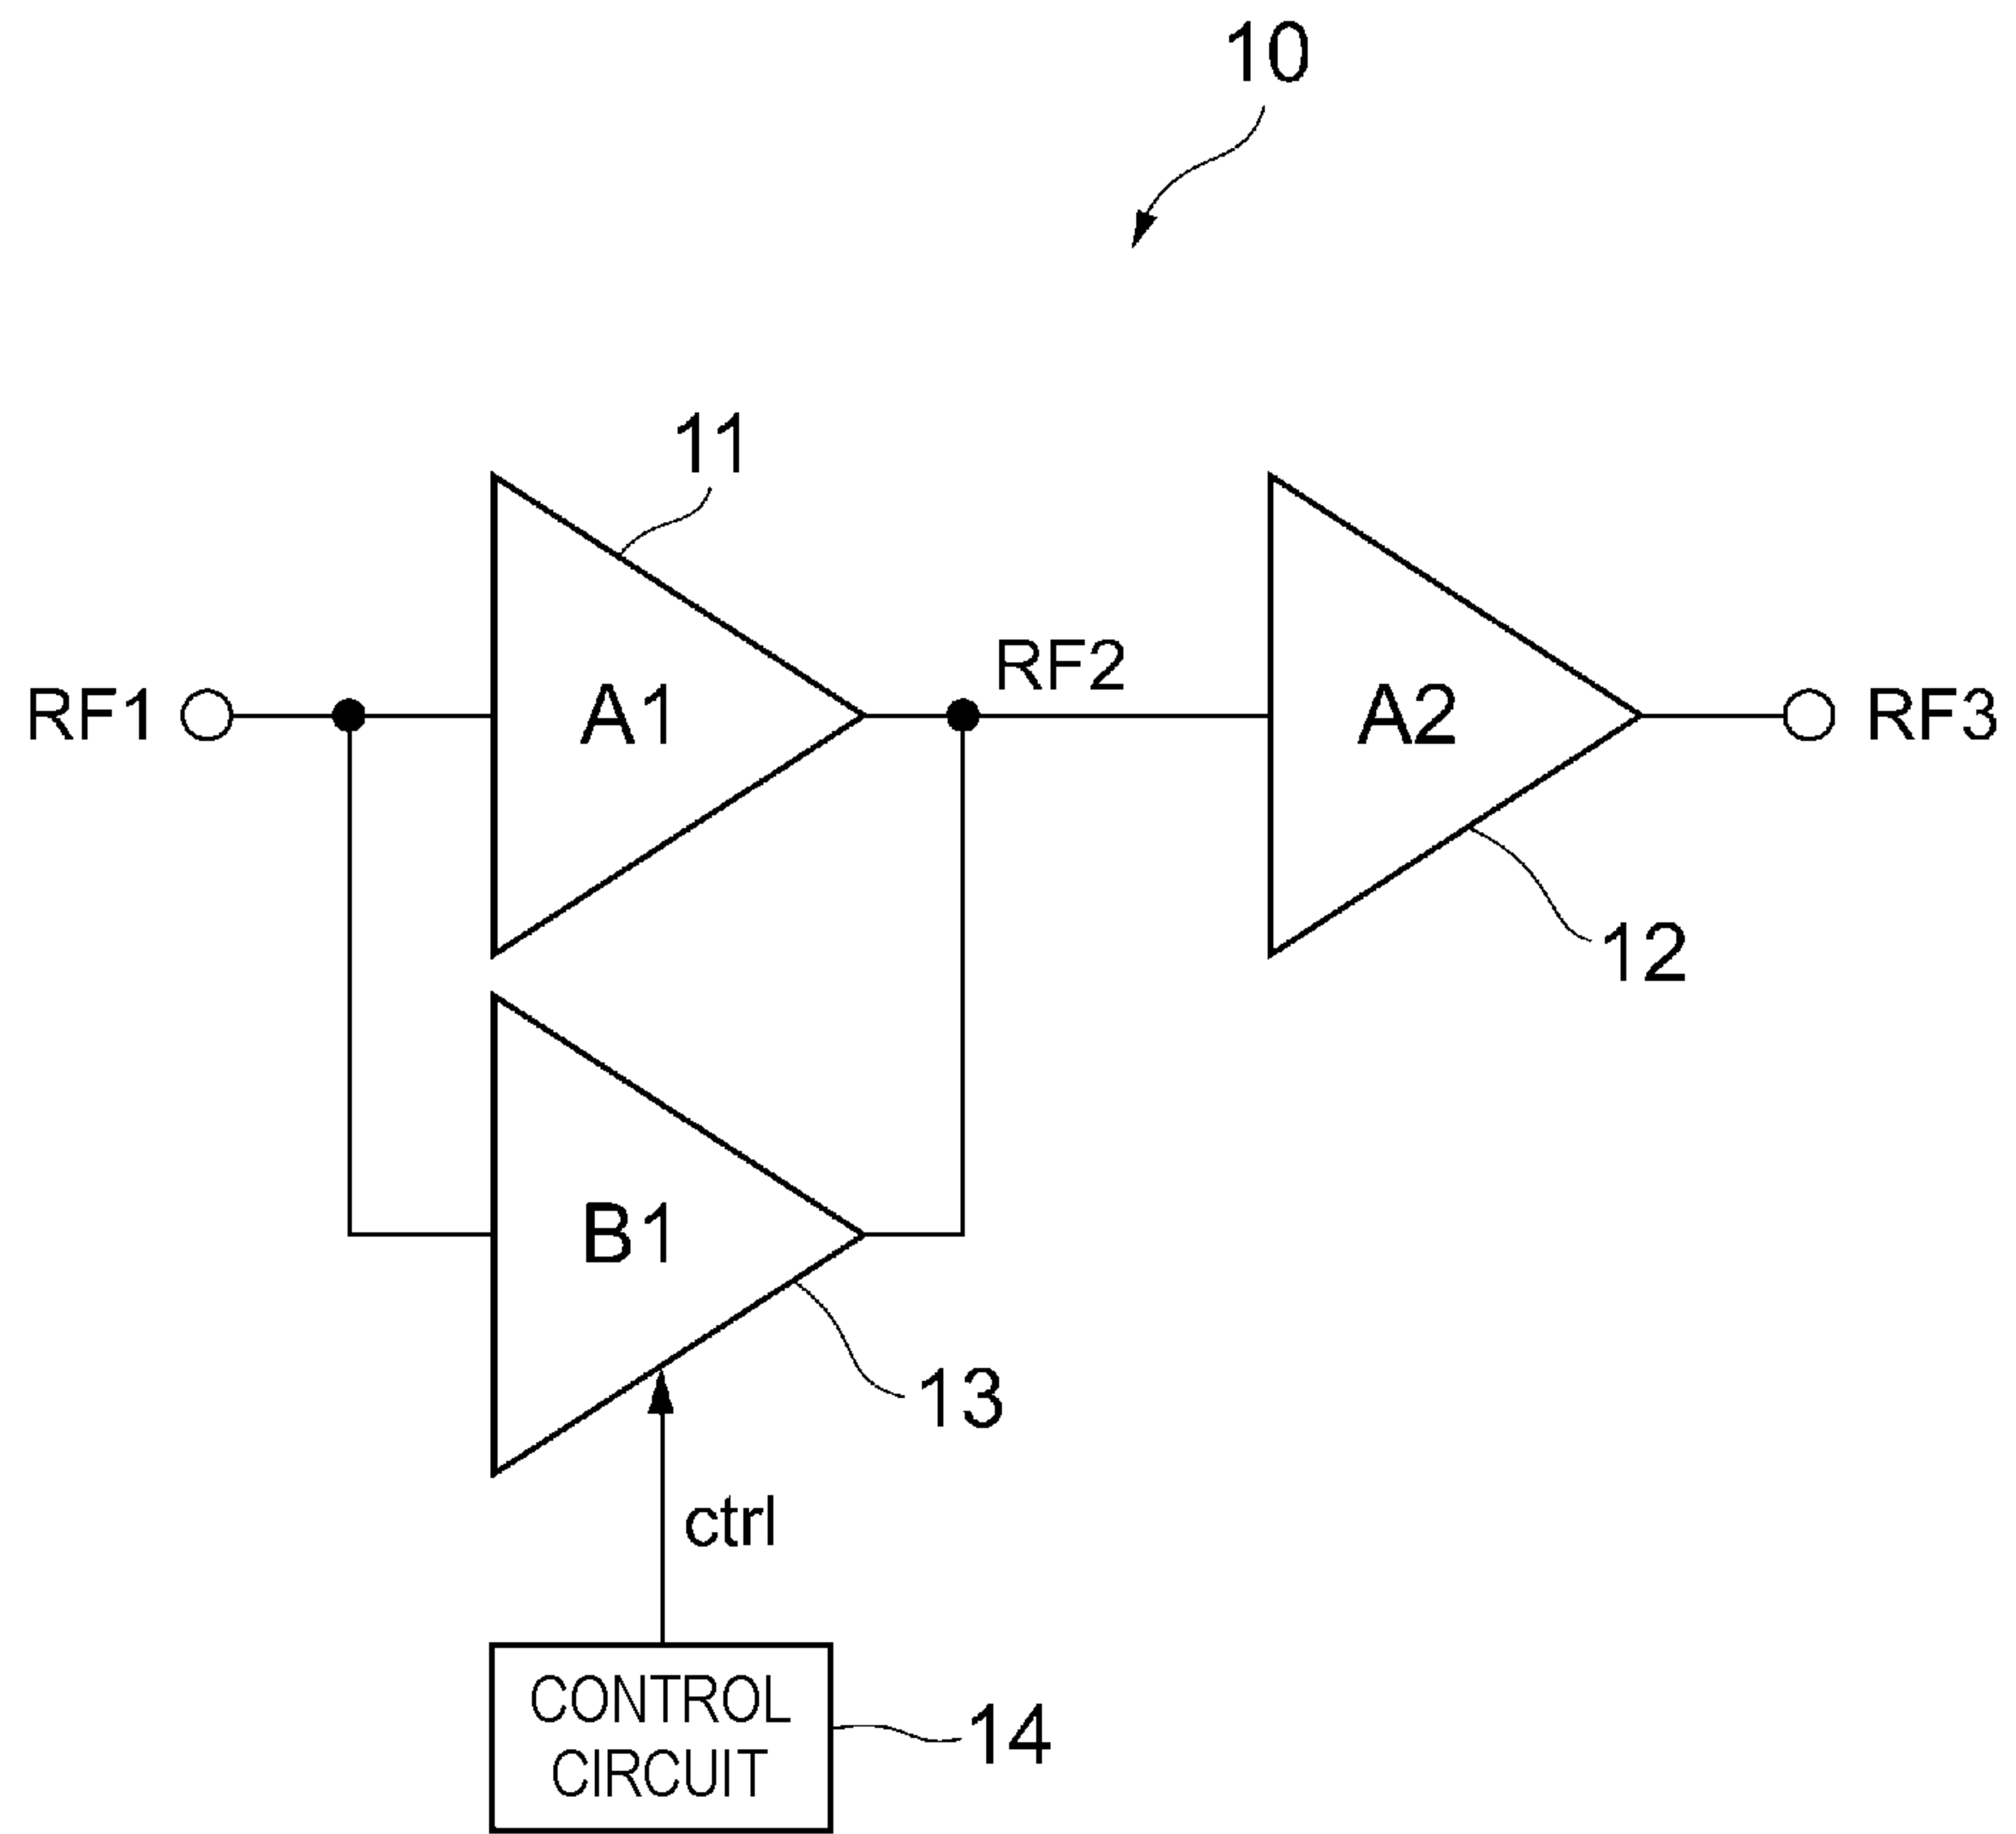 10
11
RF1
A1
RF2
A2
RF3
12
B1
13
ctrl
CONTROL
CIRCUIT
14